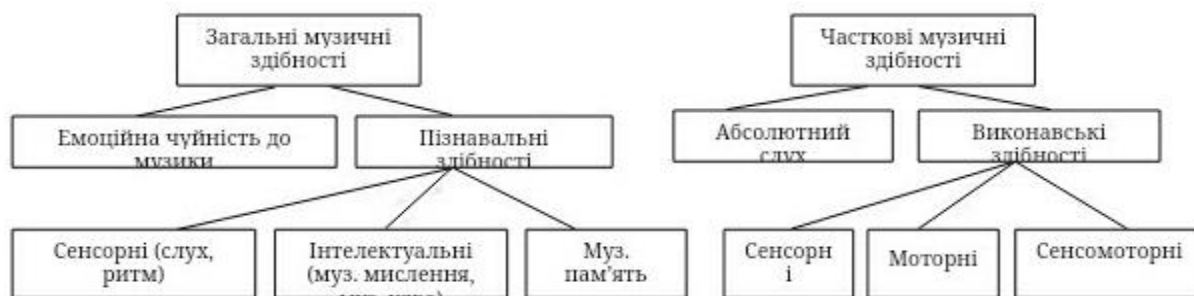 Загальні музичні
здібності
Часткові музичні
здібності
Емоційна чуйність до
музики
Пізнавальні
здібності
Абсолютний
слух
Виконавські
здібності
Сенсорні (слух,
ритм)
Інтелектуальні
(муз. мислення,
Муз.
пам'ять
Сенсорн
і
Моторні
Сенсомоторні